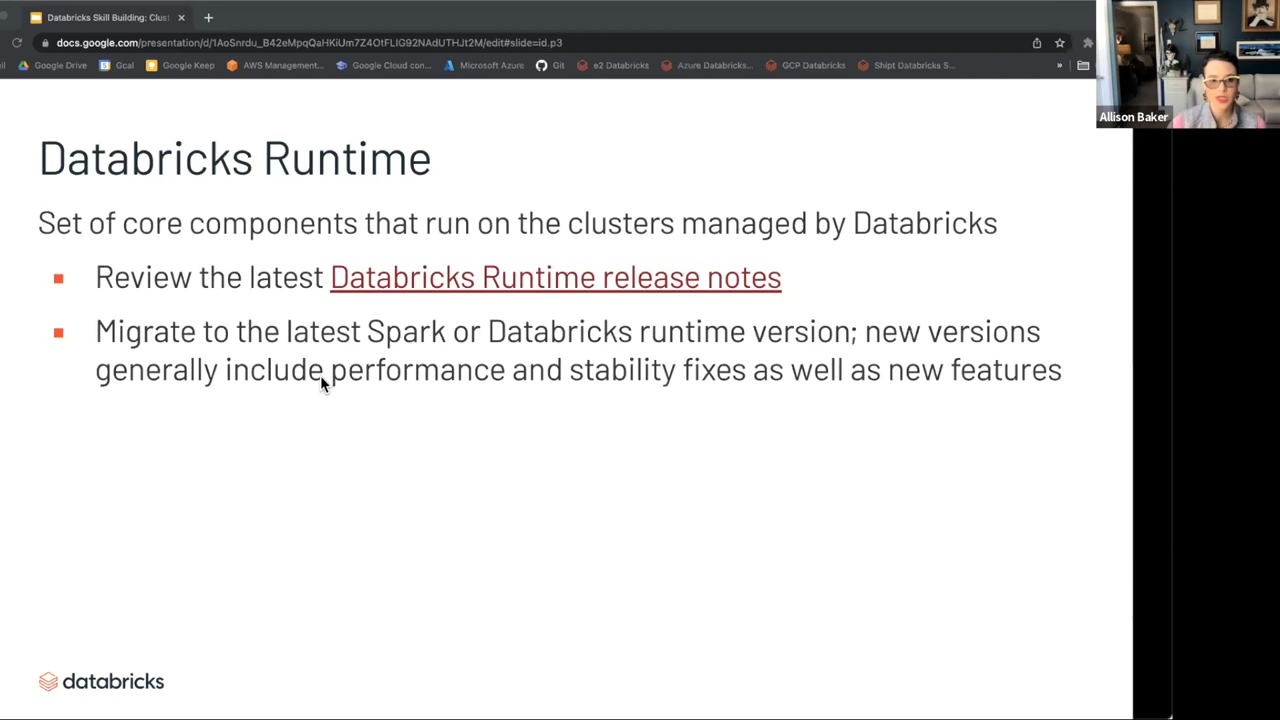 Databricks Skill Building: Clus
docs.google.com/presentation/d/1AoSnrdu_B42eMpqQaHKiUm7Z4OtFLIG92NAdUTHJt2M/edit#slide=id.p3
Google Drive Gcal Google Keep AWS Management... Google Cloud con... Microsoft Azure Git e2 Databricks Azure Databricks... GCP Databricks Shipt Databricks S... »
Allison Baker
Databricks Runtime
Set of core components that run on the clusters managed by Databricks
Review the latest Databricks Runtime release notes
Migrate to the latest Spark or Databricks runtime version; new versions
generally include performance and stability fixes as well as new features
databricks